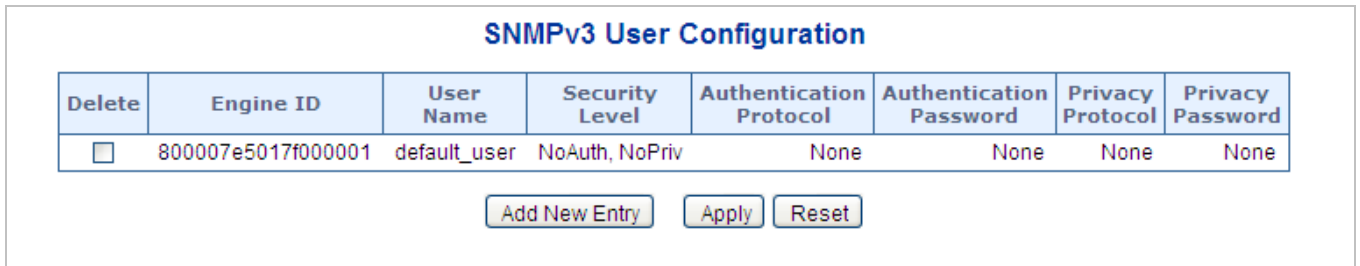 SNMPv3 User Configuration
Delete Engine ID User Name Security Level Authentication Protocol Authentication Password Privacy Protocol Privacy Password
800007e5017f000001 default_user NoAuth, NoPriv None None None None
Add New Entry Apply Reset